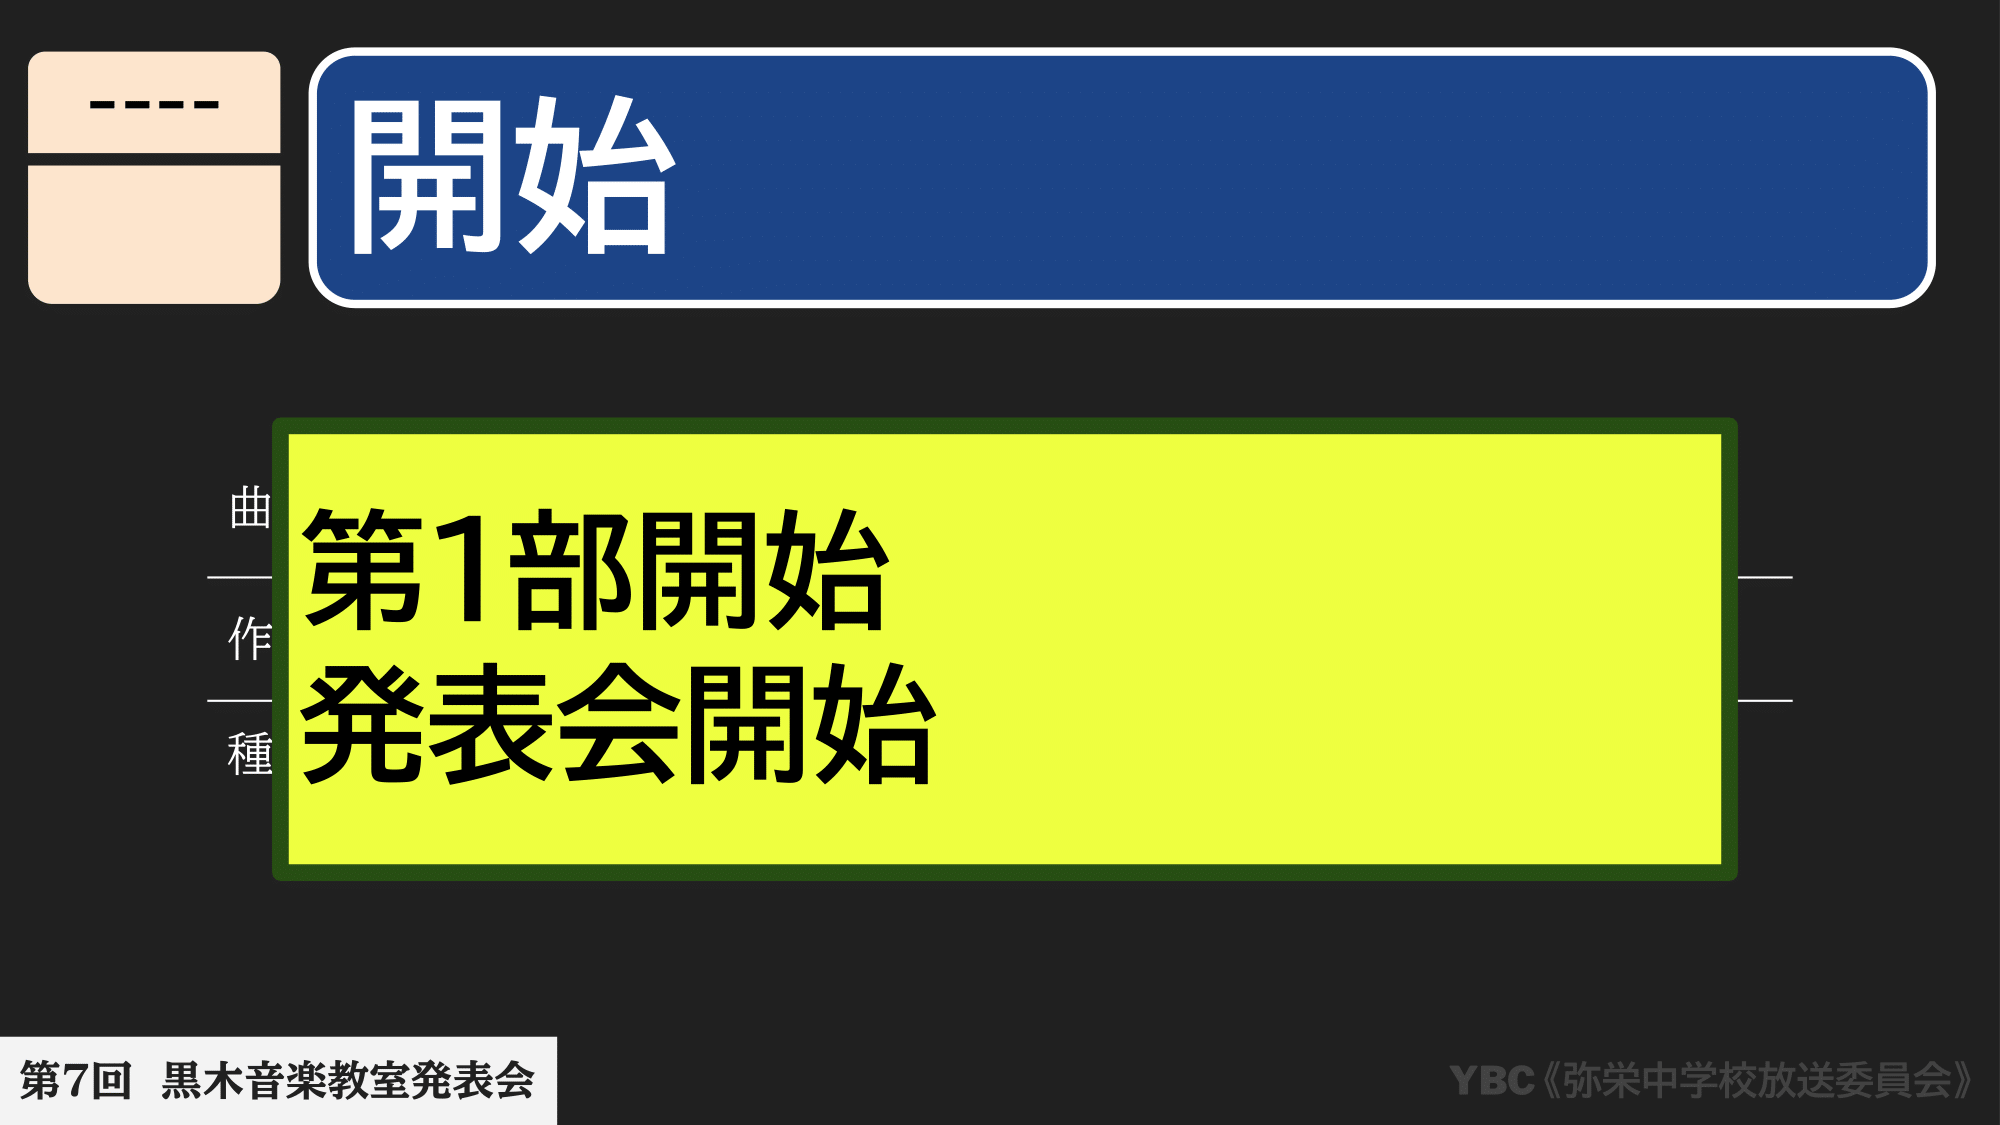 ----
開始
曲
第1部開始
作
発表会開始
種
第7回 黒木音楽教室発表会
YBC《弥栄中学校放送委員会》